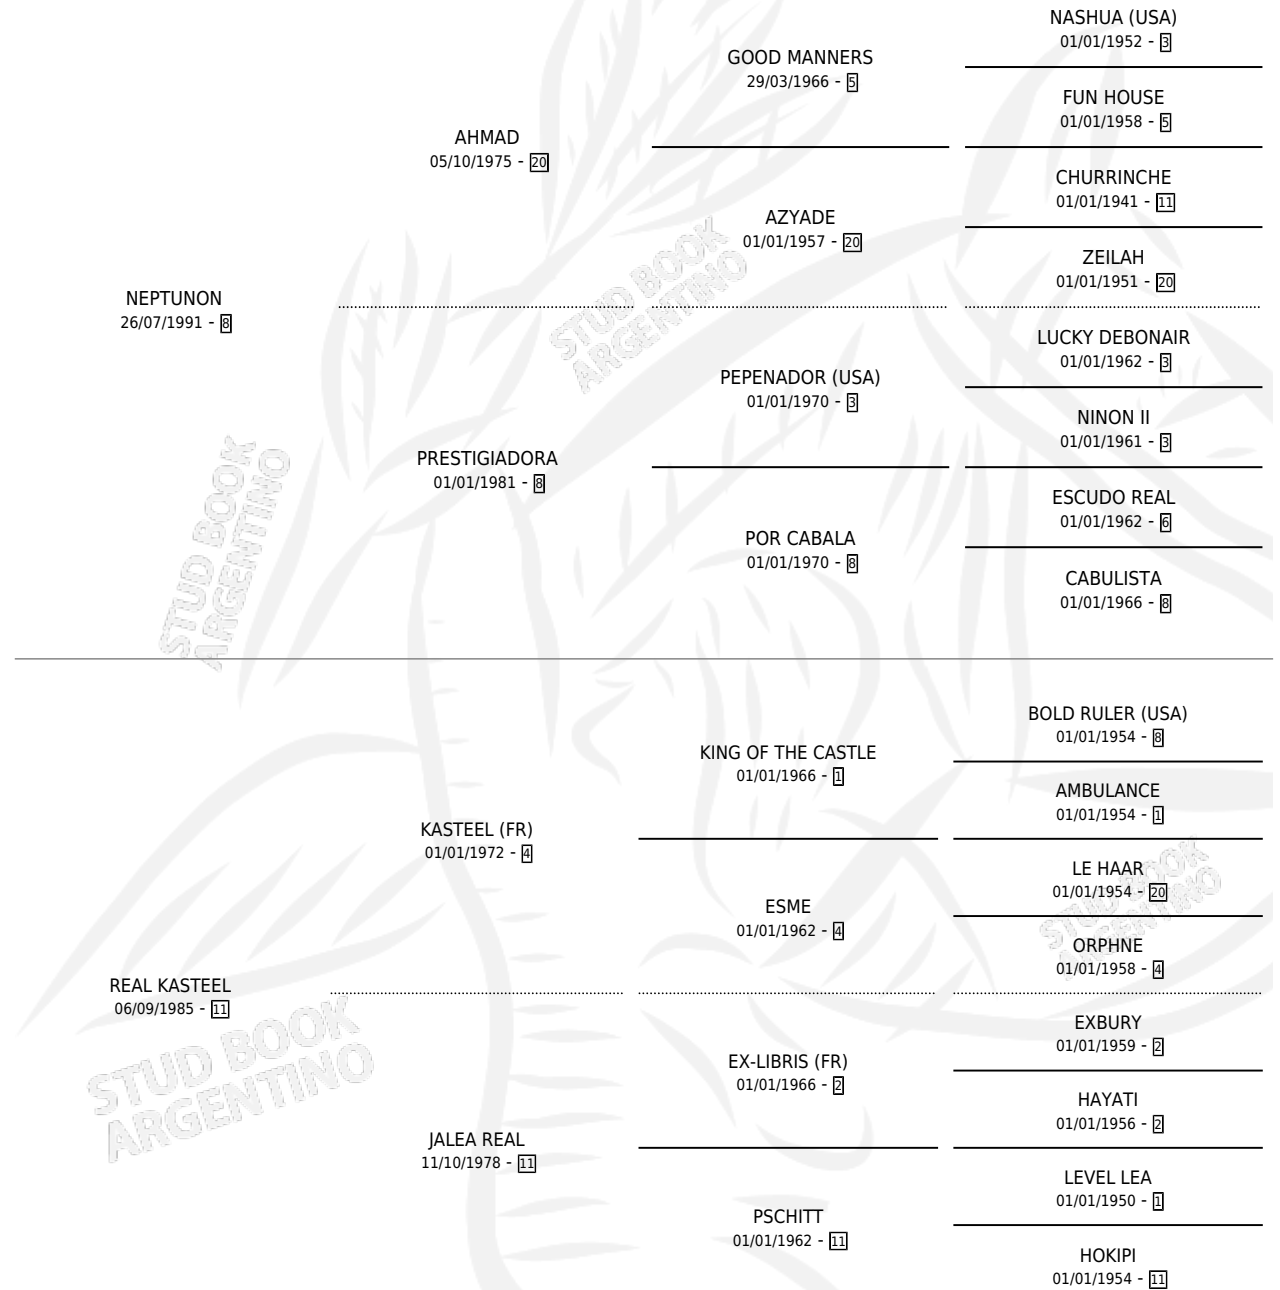 NASHUA (USA)
01/01/1952 - 3
GOOD MANNERS
29/03/1966 - 5
FUN HOUSE
01/01/1958 - 5
AHMAD
05/10/1975 - 20
CHURRINCHE
01/01/1941 - 11
AZYADE
01/01/1957 - 20
ZEILAH
01/01/1951 - 20
NEPTUNON
26/07/1991 - 8
LUCKY DEBONAIR
01/01/1962 - 3
PEPENADOR (USA)
01/01/1970 - 3
NINON II
01/01/1961 - 3
PRESTIGIADORA
01/01/1981 - 8
ESCUDO REAL
01/01/1962 - 6
POR CABALA
01/01/1970 - 8
CABULISTA
01/01/1966 - 8
BOLD RULER (USA)
01/01/1954 - 8
KING OF THE CASTLE
01/01/1966 - 1
AMBULANCE
01/01/1954 - 1
KASTEEL (FR)
01/01/1972 - 4
LE HAAR
01/01/1954 - 20
ESME
01/01/1962 - 4
ORPHNE
01/01/1958 - 4
REAL KASTEEL
06/09/1985 - 11
EXBURY
01/01/1959 - 2
EX-LIBRIS (FR)
01/01/1966 - 2
HAYATI
01/01/1956 - 2
JALEA REAL
11/10/1978 - 11
LEVEL LEA
01/01/1950 - 1
PSCHITT
01/01/1962 - 11
HOKIPI
01/01/1954 - 11
STUD BOOK
ARGENTINO
STUD BOOK
ARGENTINO
STUD BOOK
ARGENTINO
STUD BOOK
ARGENTINO